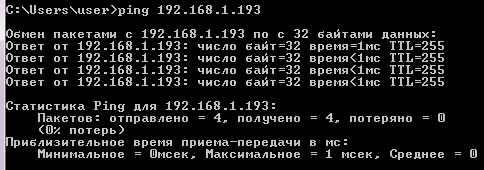 C:\Users\user>ping 192.168.1.193
Обмен пакетами с 192.168.1.193 по с 32 байтами данных:
Ответ от 192.168.1.193: число байт=32 время=1мс TTL=255
Ответ от 192.168.1.193: число байт=32 время<1мс TTL=255
Ответ от 192.168.1.193: число байт=32 время<1мс TTL=255
Ответ от 192.168.1.193: число байт=32 время<1мс TTL=255
Статистика Ping для 192.168.1.193:
Пакетов: отправлено = 4, получено = 4, потеряно = 0
(0% потерь)
Приблизительное время приема-передачи в мс:
Минимальное = 0мсек, Максимальное = 1 мсек, Среднее = 0